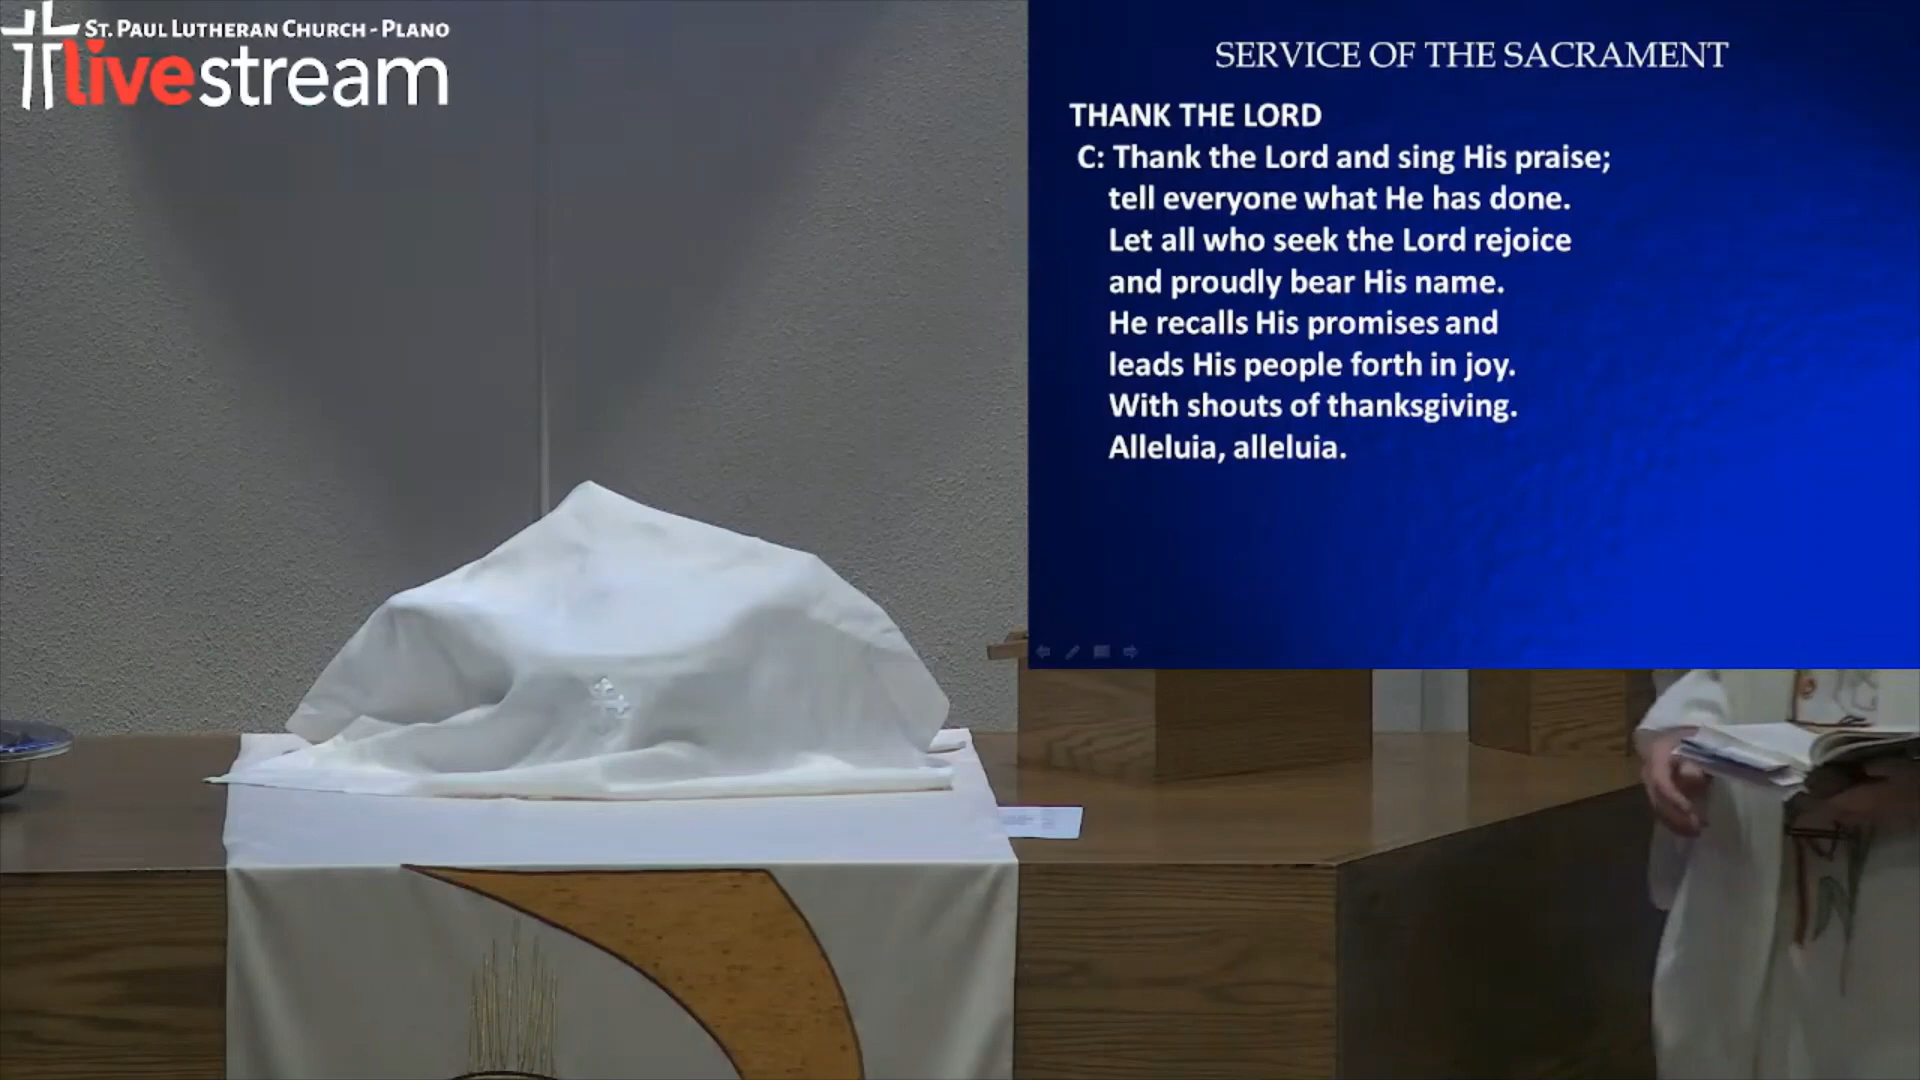 St. Paul Lutheran Church - Plano
livestream
SERVICE OF THE SACRAMENT
THANK THE LORD
C: Thank the Lord and sing His praise;
tell everyone what He has done.
Let all who seek the Lord rejoice
and proudly bear His name.
He recalls His promises and
leads His people forth in joy.
With shouts of thanksgiving.
Alleluia, alleluia.